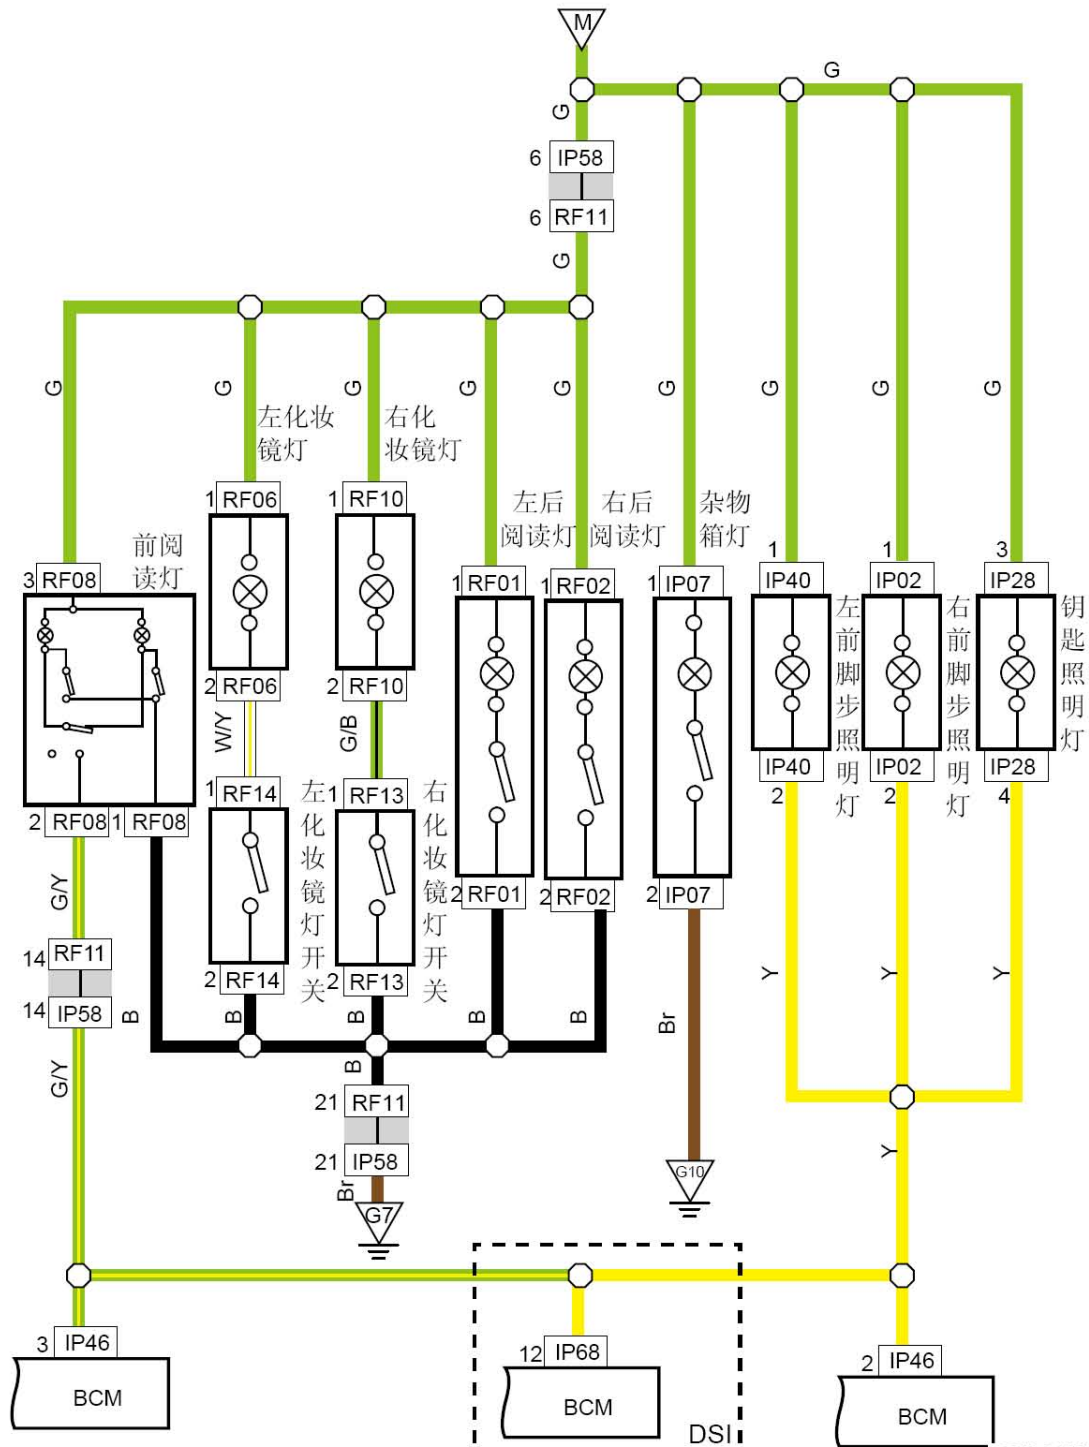 M
G
G
6 IP58
6 RF11
G
G
G
G
G
G
G
G
G
G
左化妆
镜灯
右化
妆镜灯
1 RF06
1 RF10
左后
阅读灯
右后
阅读灯
杂物
箱灯
前阅
读灯
3 RF08
1 RF01
1 RF02
1 IP07
1
IP40
1
IP02
3
IP28
左前脚步照明灯
右前脚步照明灯
钥匙照明灯
2 RF06
2 RF10
W/Y
G/B
IP40
2
IP02
2
IP28
4
1 RF14
1 RF13
左化妆镜灯开关
右化妆镜灯开关
2 RF08
1 RF08
2 RF01
2 RF02
2 IP07
G/Y
14 RF11
14 IP58
2 RF14
2 RF13
Y
Y
Y
B
B
B
B
B
Br
G/Y
B
21 RF11
21 IP58
Br
G7
G10
Y
3 IP46
BCM
12 IP68
BCM
DSI
2 IP46
BCM